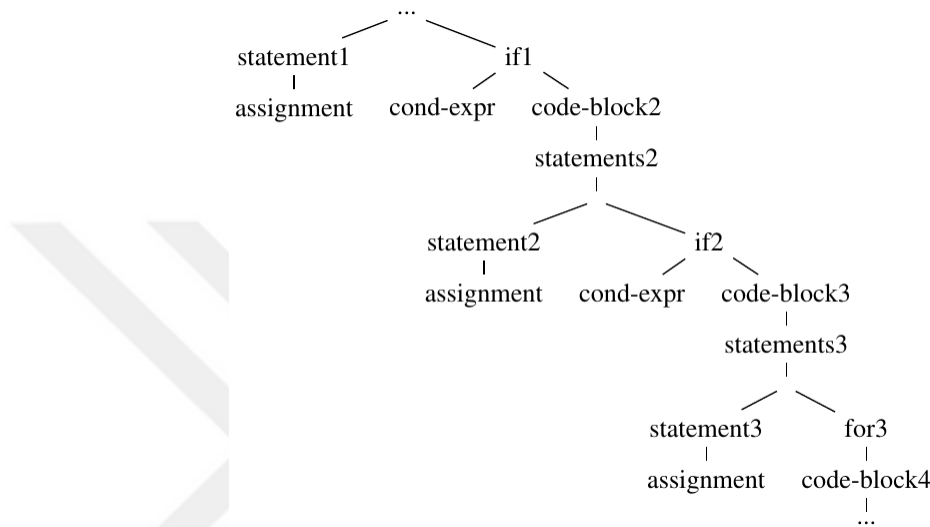 ...
statement1 if1
assignment cond-expr code-block2
statements2
statement2 if2
assignment cond-expr code-block3
statements3
statement3 for3
assignment code-block4
...